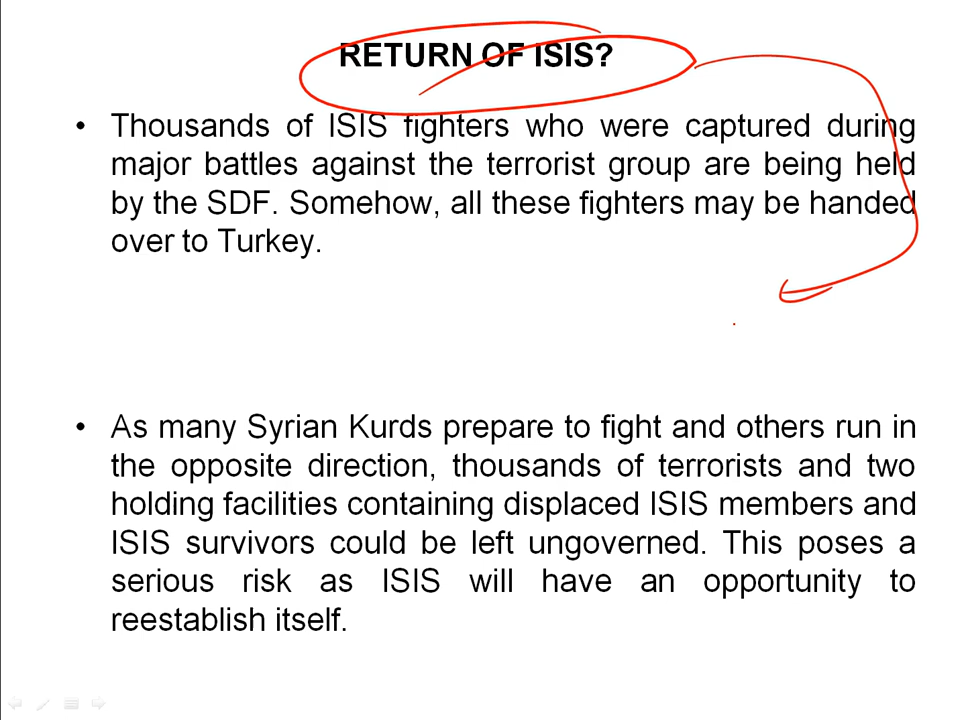 RETURN OF ISIS?
• Thousands of ISIS fighters who were captured during
major battles against the terrorist group are being held
by the SDF. Somehow, all these fighters may be handed
over to Turkey.
• As many Syrian Kurds prepare to fight and others run in
the opposite direction, thousands of terrorists and two
holding facilities containing displaced ISIS members and
ISIS survivors could be left ungoverned. This poses a
serious risk as ISIS will have an opportunity to
reestablish itself.